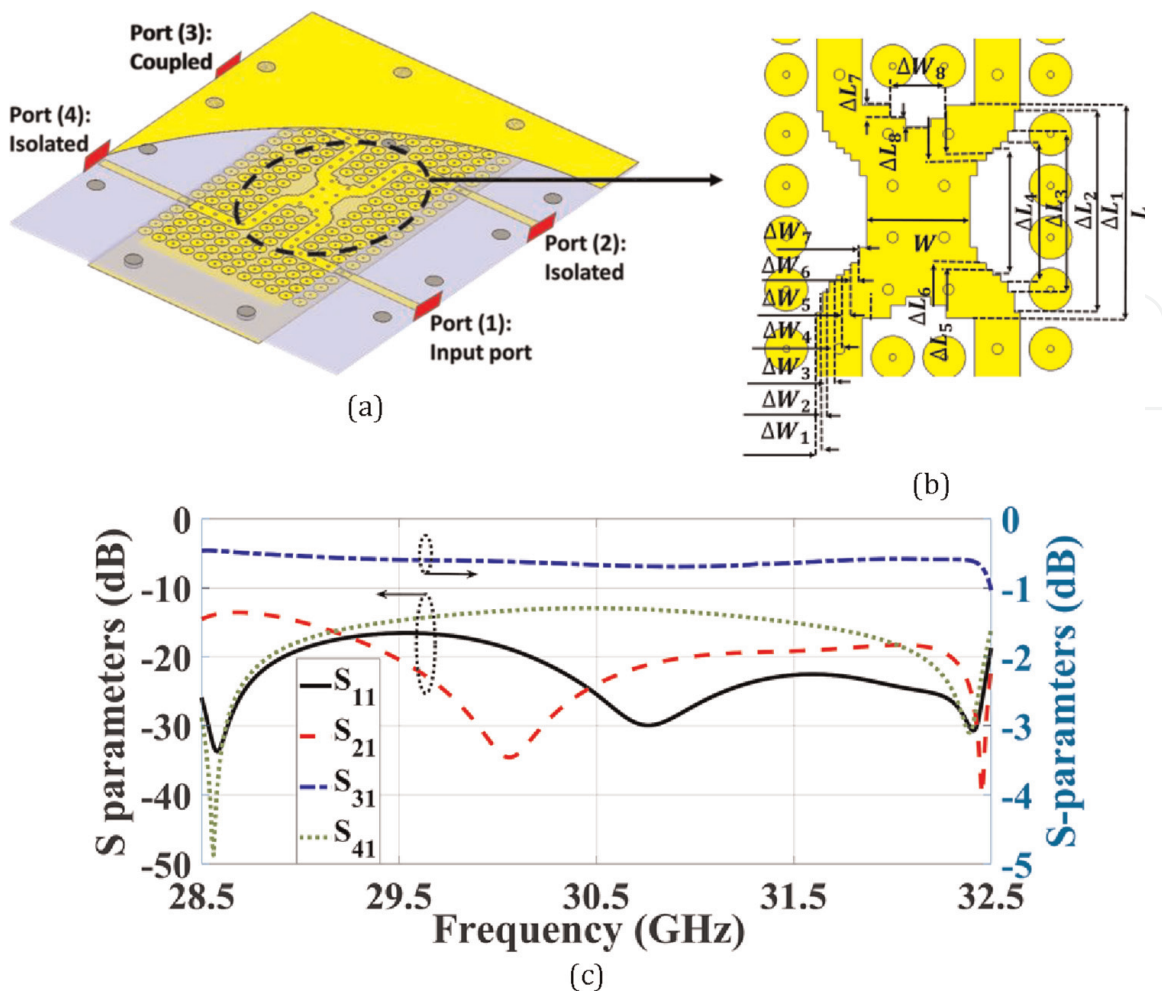 Port (3):
Coupled
Port (4):
Isolated
Port (2):
Isolated
Port (1):
Input port
(a)
ΔL7
ΔW8
ΔL8
ΔW7
ΔW6
ΔW5
ΔW4
ΔW3
ΔW2
ΔW1
W
ΔL6
ΔL5
ΔL4
ΔL3
ΔL2
ΔL1
L
(b)
S parameters (dB)
0
-10
-20
-30
-40
-50
S11
S21
S31
S41
28.5
29.5
30.5
31.5
32.5
Frequency (GHz)
0
-1
-2
-3
-4
-5
S-paramters (dB)
(c)